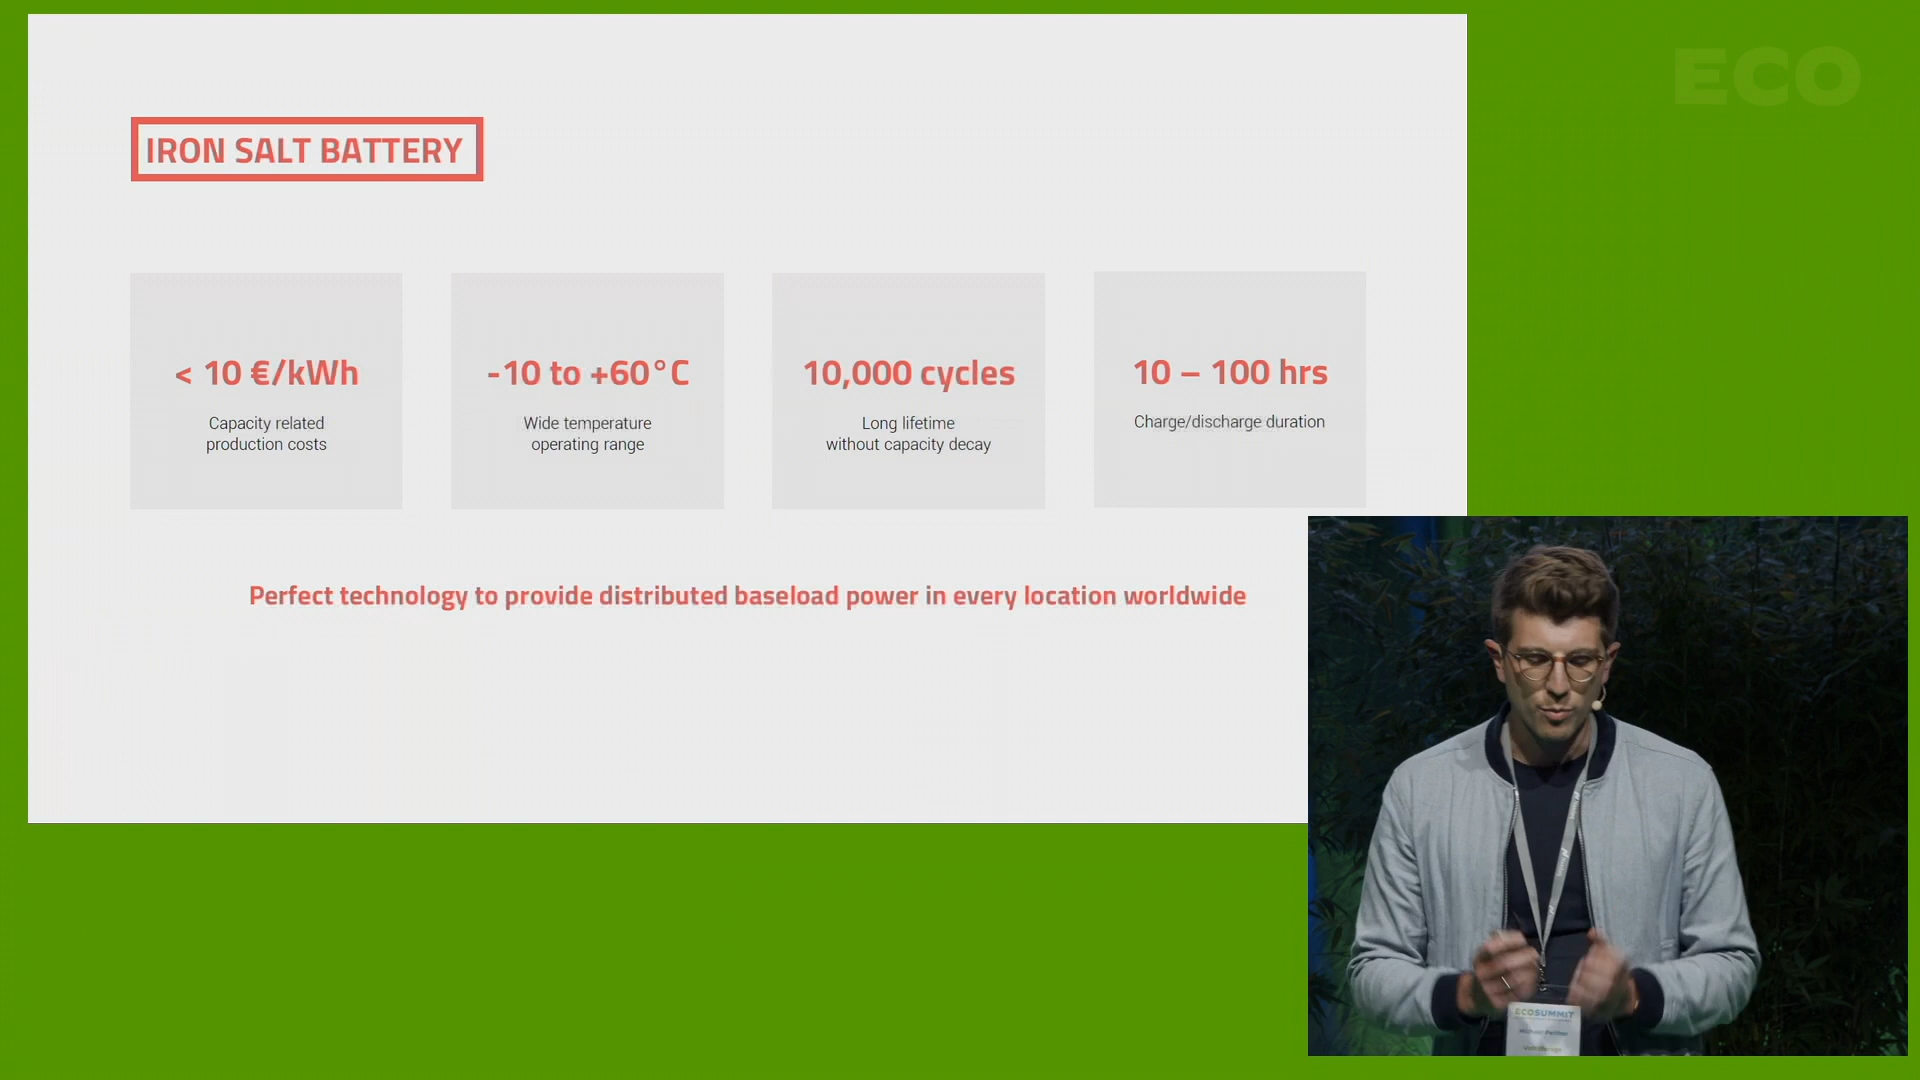 ECO
IRON SALT BATTERY
< 10 €/kWh
Capacity related
production costs
-10 to +60°C
Wide temperature
operating range
10,000 cycles
Long lifetime
without capacity decay
10 – 100 hrs
Charge/discharge duration
Perfect technology to provide distributed baseload power in every location worldwide
ECOSUMMIT